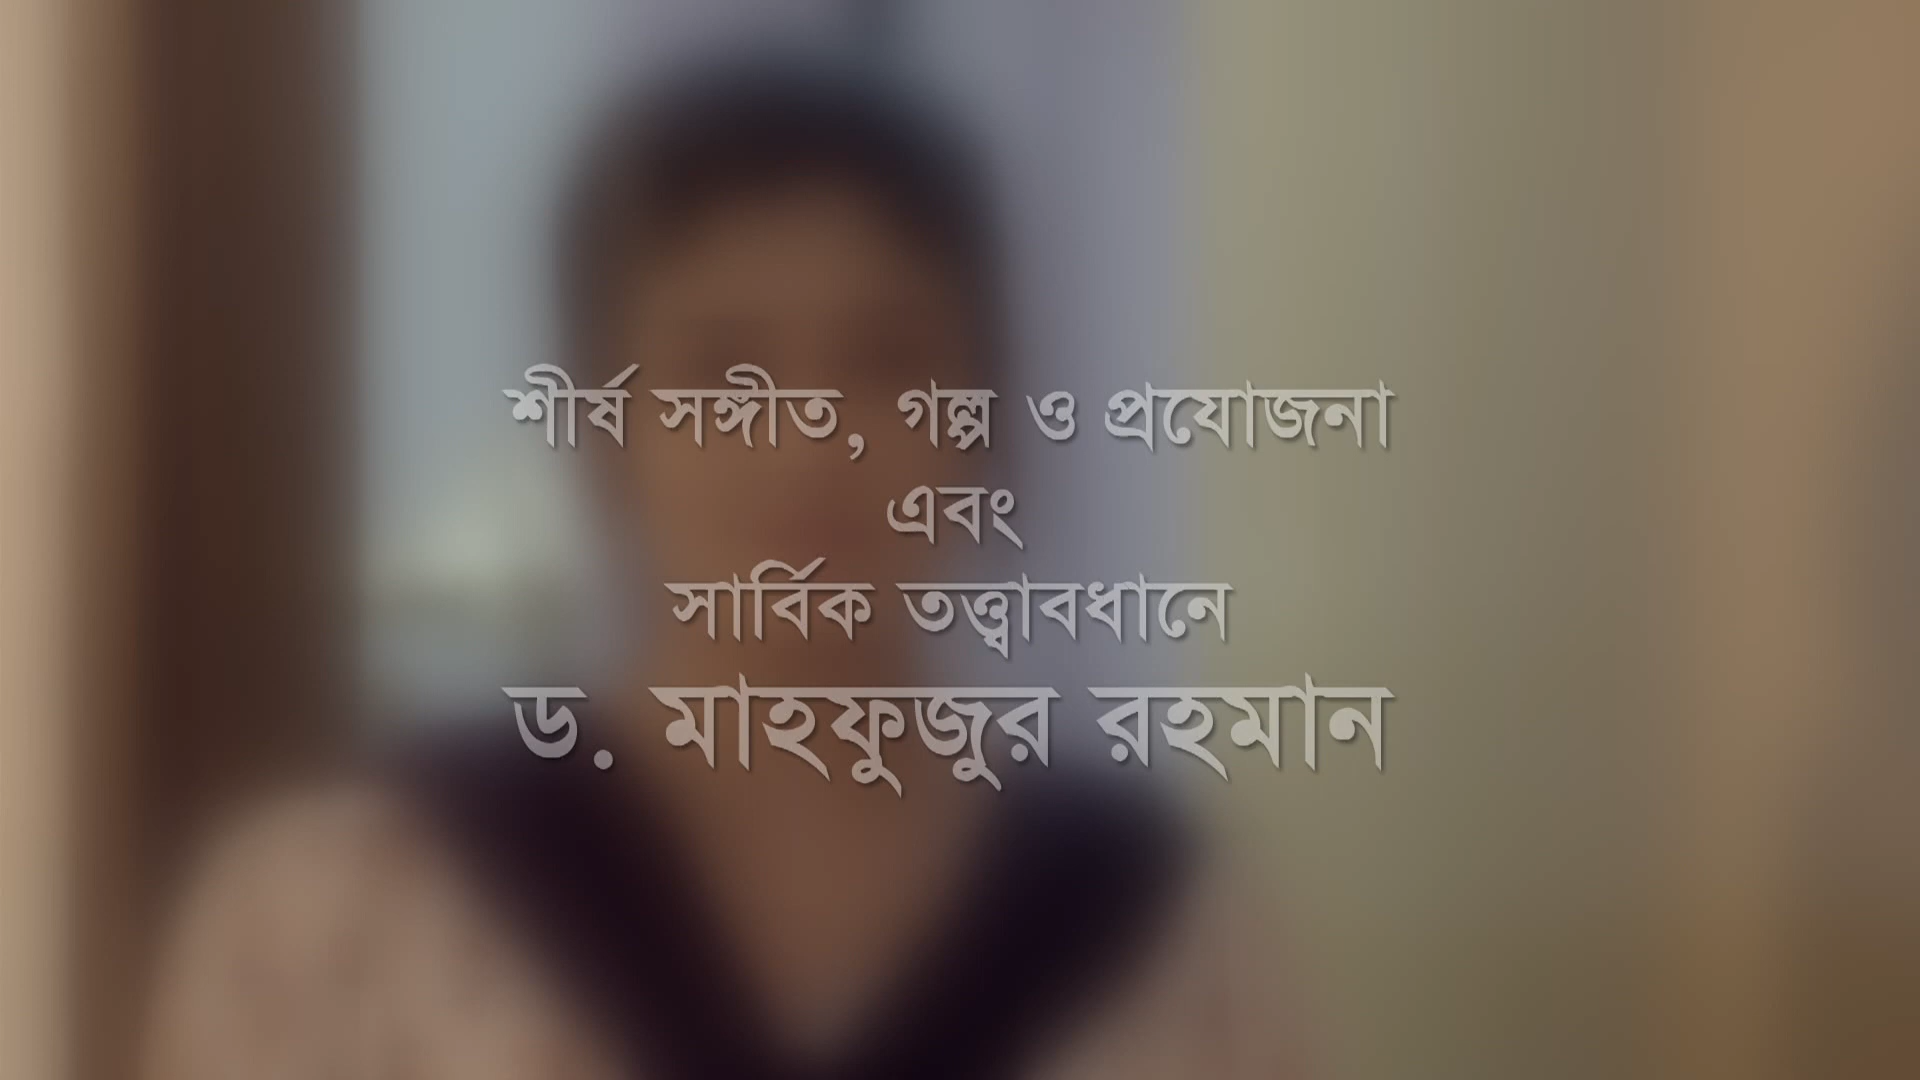 শীর্ষ সঙ্গীত, গল্প ও প্রযোজনা
এবং
সার্বিক তত্ত্বাবধানে
ড. মাহফুজুর রহমান